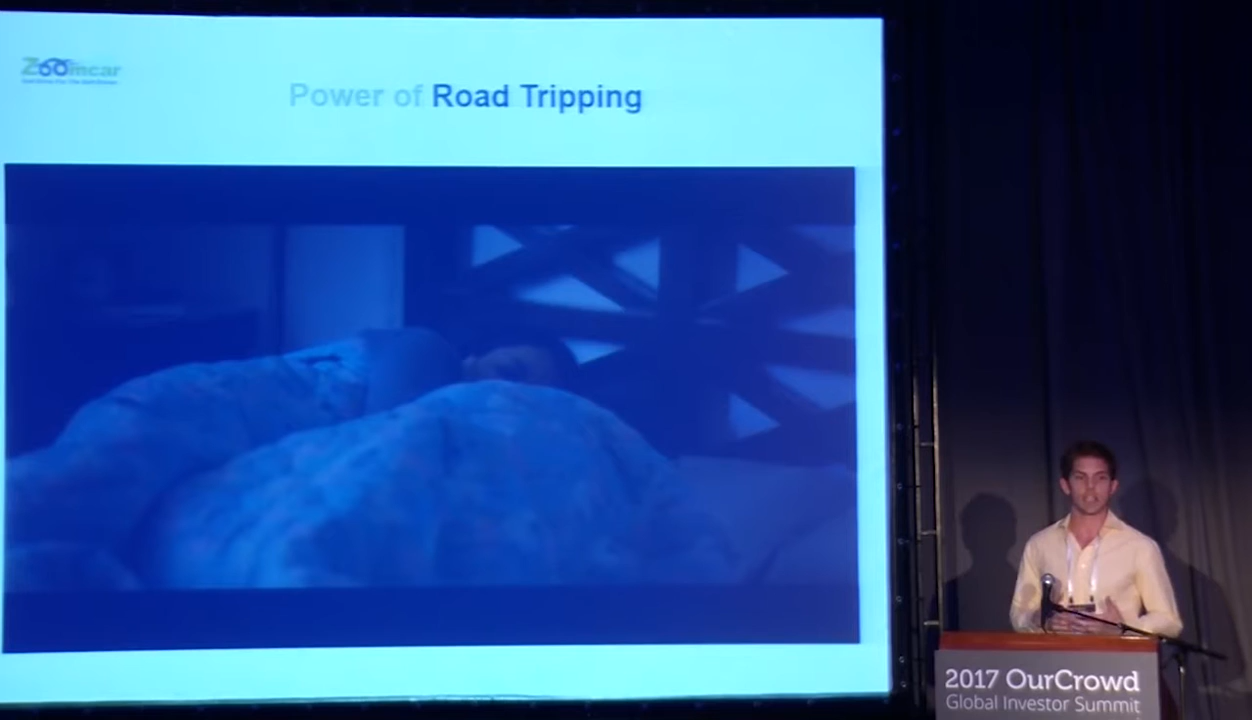 Zoomcar
Power of Road Tripping
2017 OurCrowd
Global Investor Summit